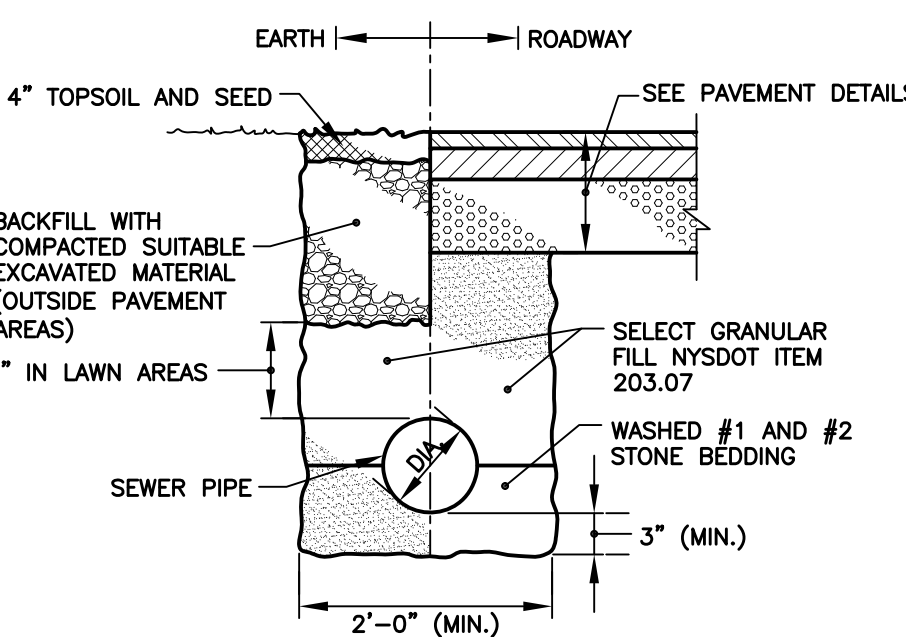 EARTH
ROADWAY
4” TOPSOIL AND SEED
SEE PAVEMENT DETAILS
BACKFILL WITH
COMPACTED SUITABLE
EXCAVATED MATERIAL
(OUTSIDE PAVEMENT
AREAS)
” IN LAWN AREAS
SELECT GRANULAR
FILL NYSDOT ITEM
203.07
WASHED #1 AND #2
STONE BEDDING
DIA.
SEWER PIPE
3” (MIN.)
2’-0” (MIN.)